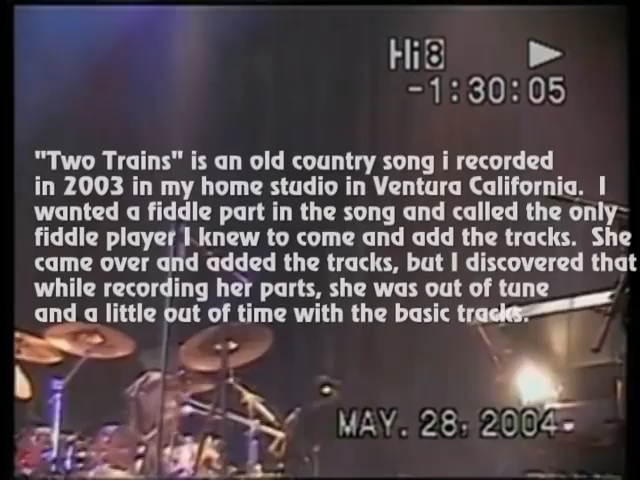 Hi8
-1:30:05
"Two Trains" is an old country song i recorded
in 2003 in my home studio in Ventura California.  I
wanted a fiddle part in the song and called the only
fiddle player I knew to come and add the tracks.  She
came over and added the tracks, but I discovered that
while recording her parts, she was out of tune
and a little out of time with the basic tracks.
MAY. 28, 2004